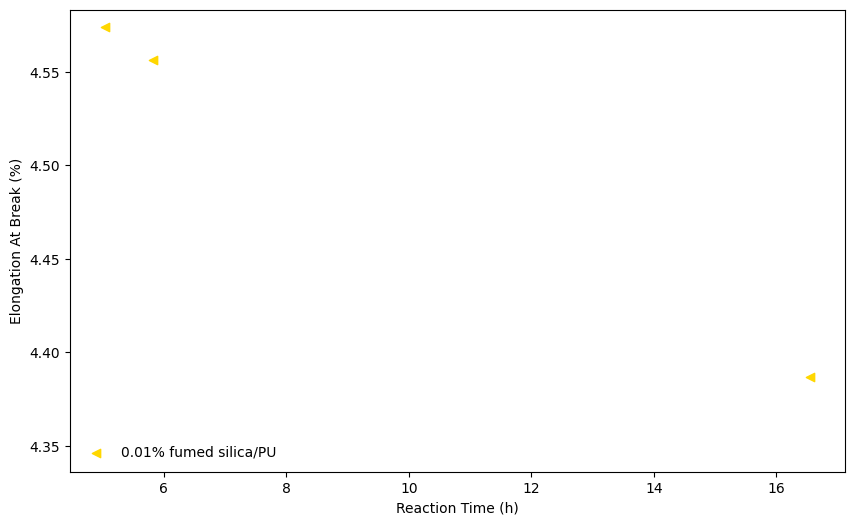 4.55
4.50
4.45
4.40
4.35
Elongation At Break (%)
0.01% fumed silica/PU
6 8 10 12 14 16
Reaction Time (h)